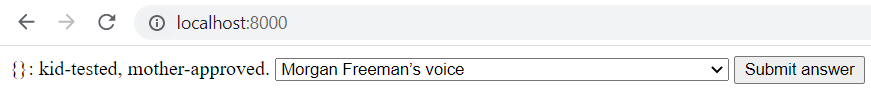 localhost:8000
{}: kid-tested, mother-approved. Morgan Freeman’s voice Submit answer